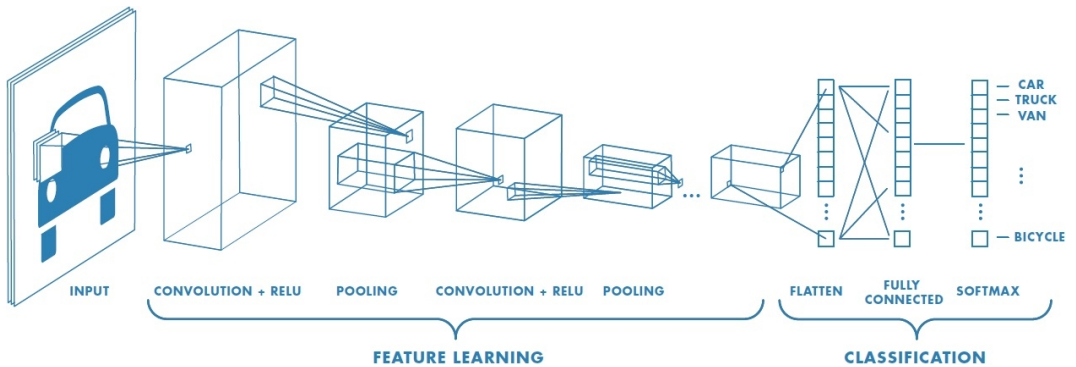 CAR
TRUCK
VAN
BICYCLE
INPUT
CONVOLUTION + RELU
POOLING
CONVOLUTION + RELU
POOLING
FLATTEN
FULLY
CONNECTED
SOFTMAX
FEATURE LEARNING
CLASSIFICATION